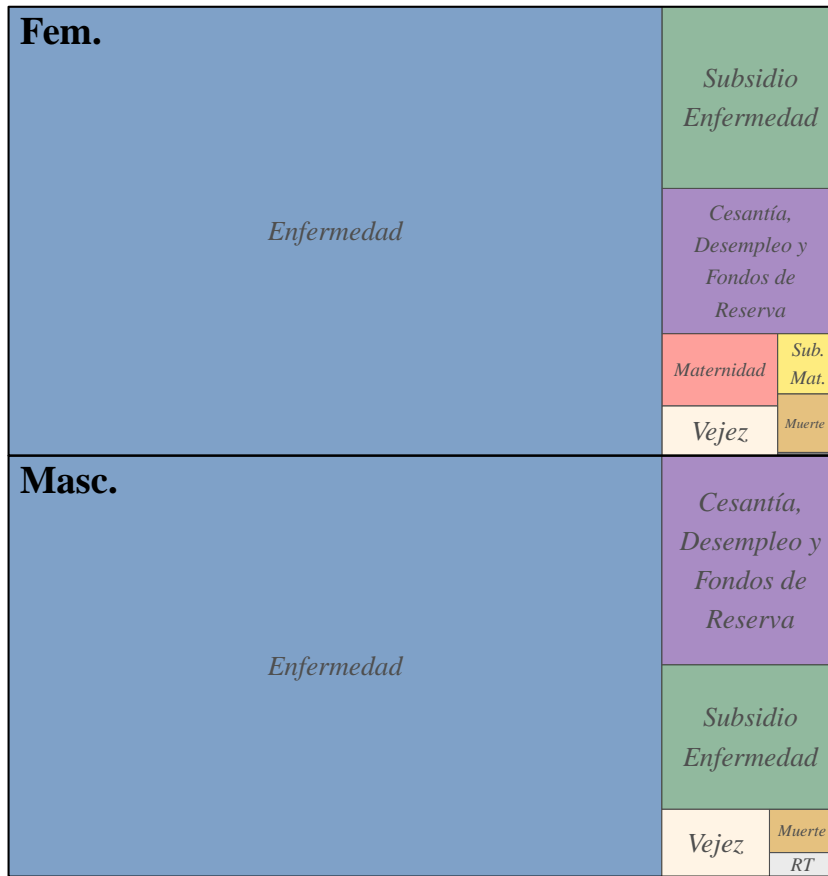 Fem.
Enfermedad
Subsidio
Enfermedad
Cesantía,
Desempleo y
Fondos de
Reserva
Maternidad
Sub.
Mat.
Vejez
Muerte
Masc.
Enfermedad
Cesantía,
Desempleo y
Fondos de
Reserva
Subsidio
Enfermedad
Vejez
Muerte
RT